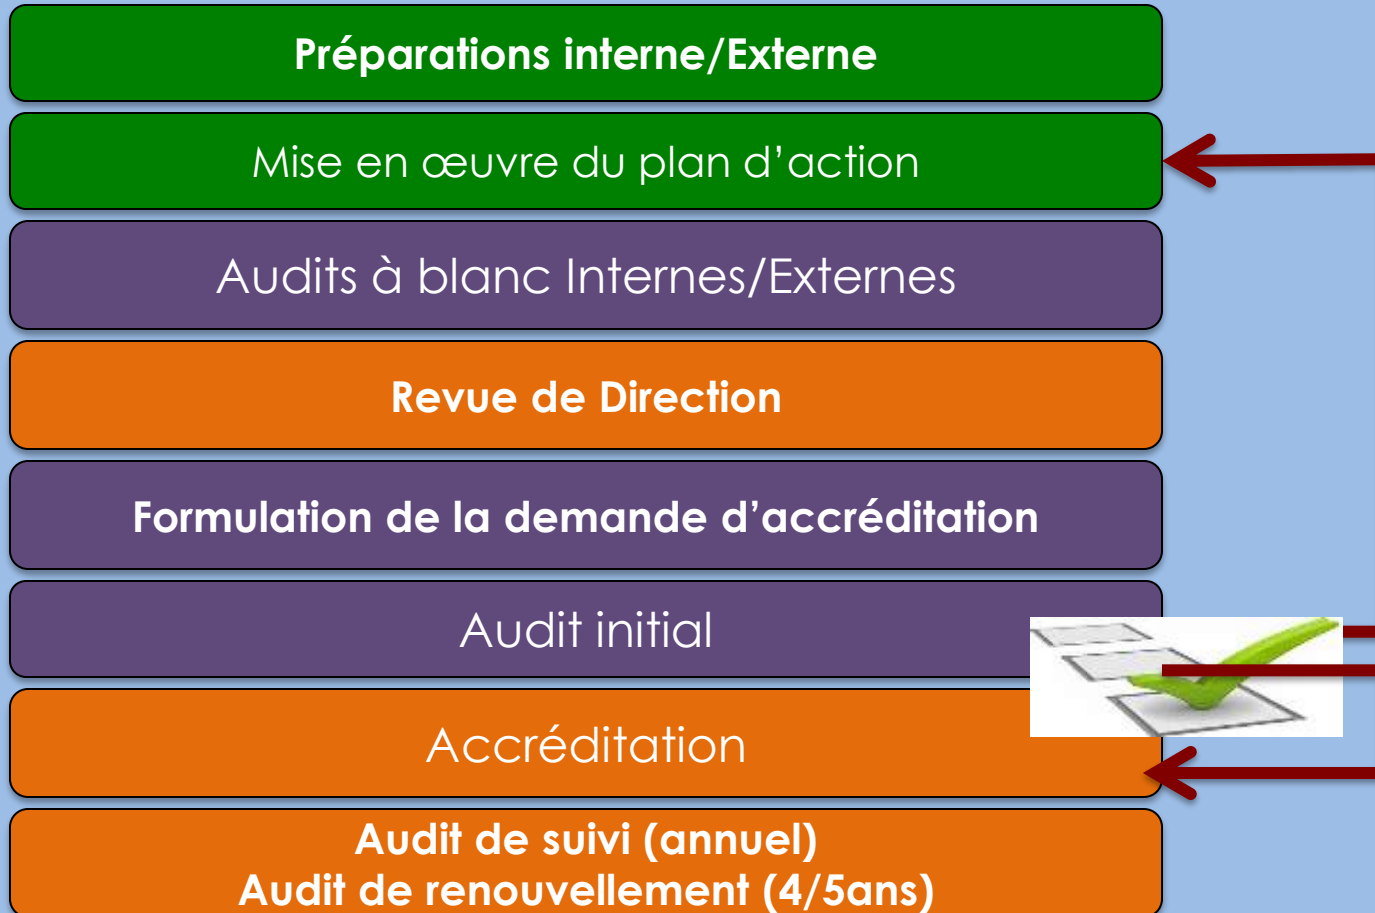 Préparations interne/Externe
Mise en œuvre du plan d’action
Audits à blanc Internes/Externes
Revue de Direction
Formulation de la demande d’accréditation
Audit initial
Accréditation
Audit de suivi (annuel)
Audit de renouvellement (4/5ans)